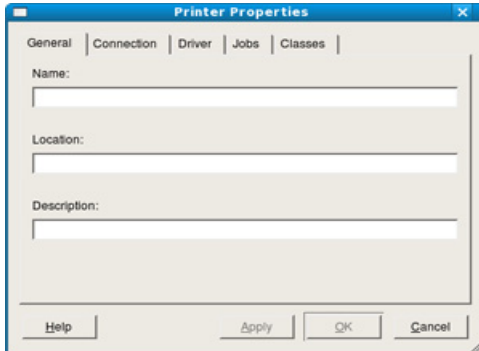 Printer Properties
General Connection Driver Jobs Classes
Name:
Location:
Description:
Help Apply OK Cancel